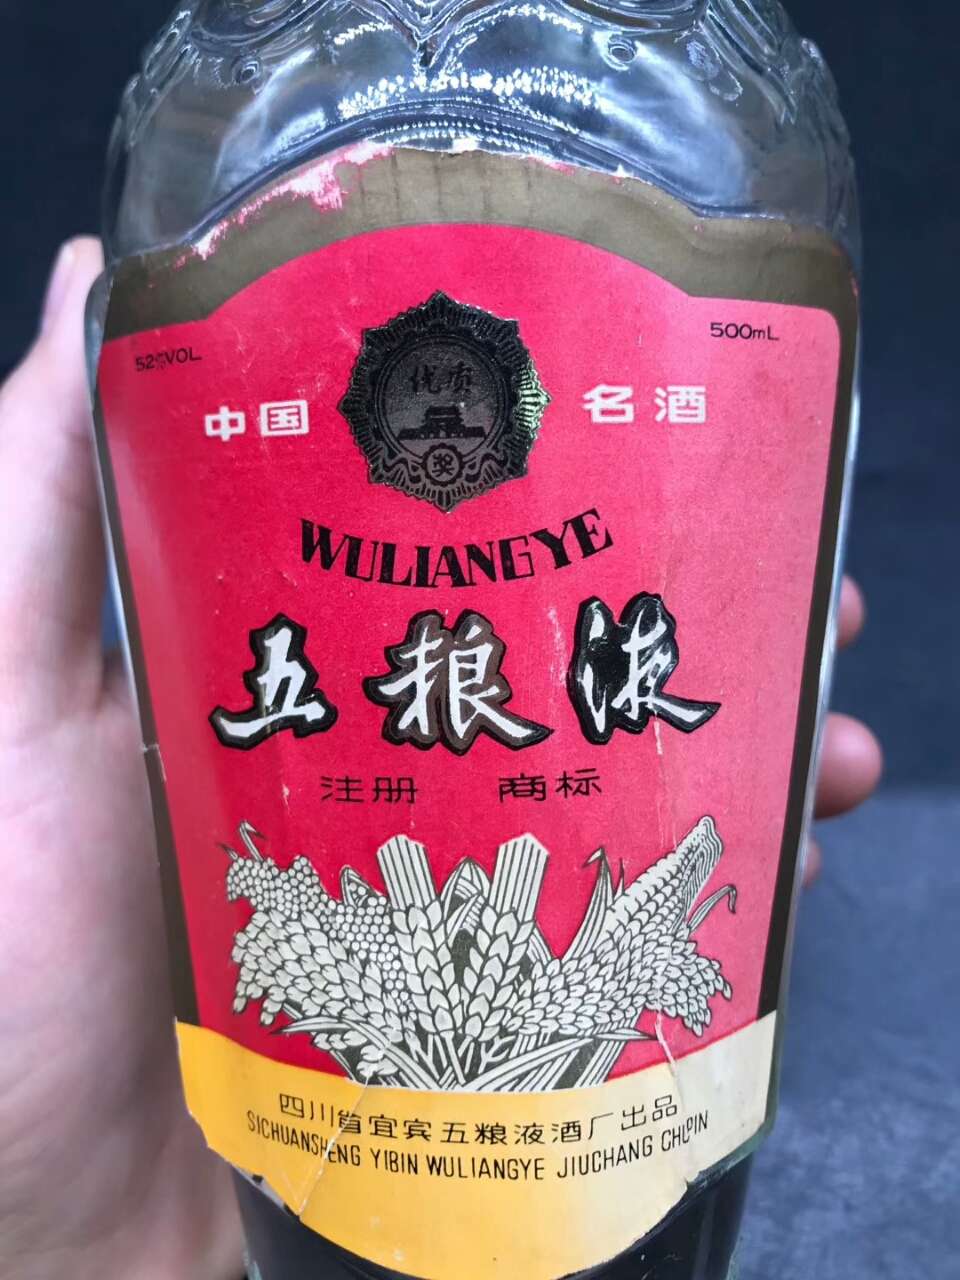 52%VOL
500mL
中国
优质
奖
名酒
WULIANGYE
五粮液
注册 商标
四川省宜宾五粮液酒厂出品
SICHUANSHENG YIBIN WULIANGYE JIUCHANG CHUPIN